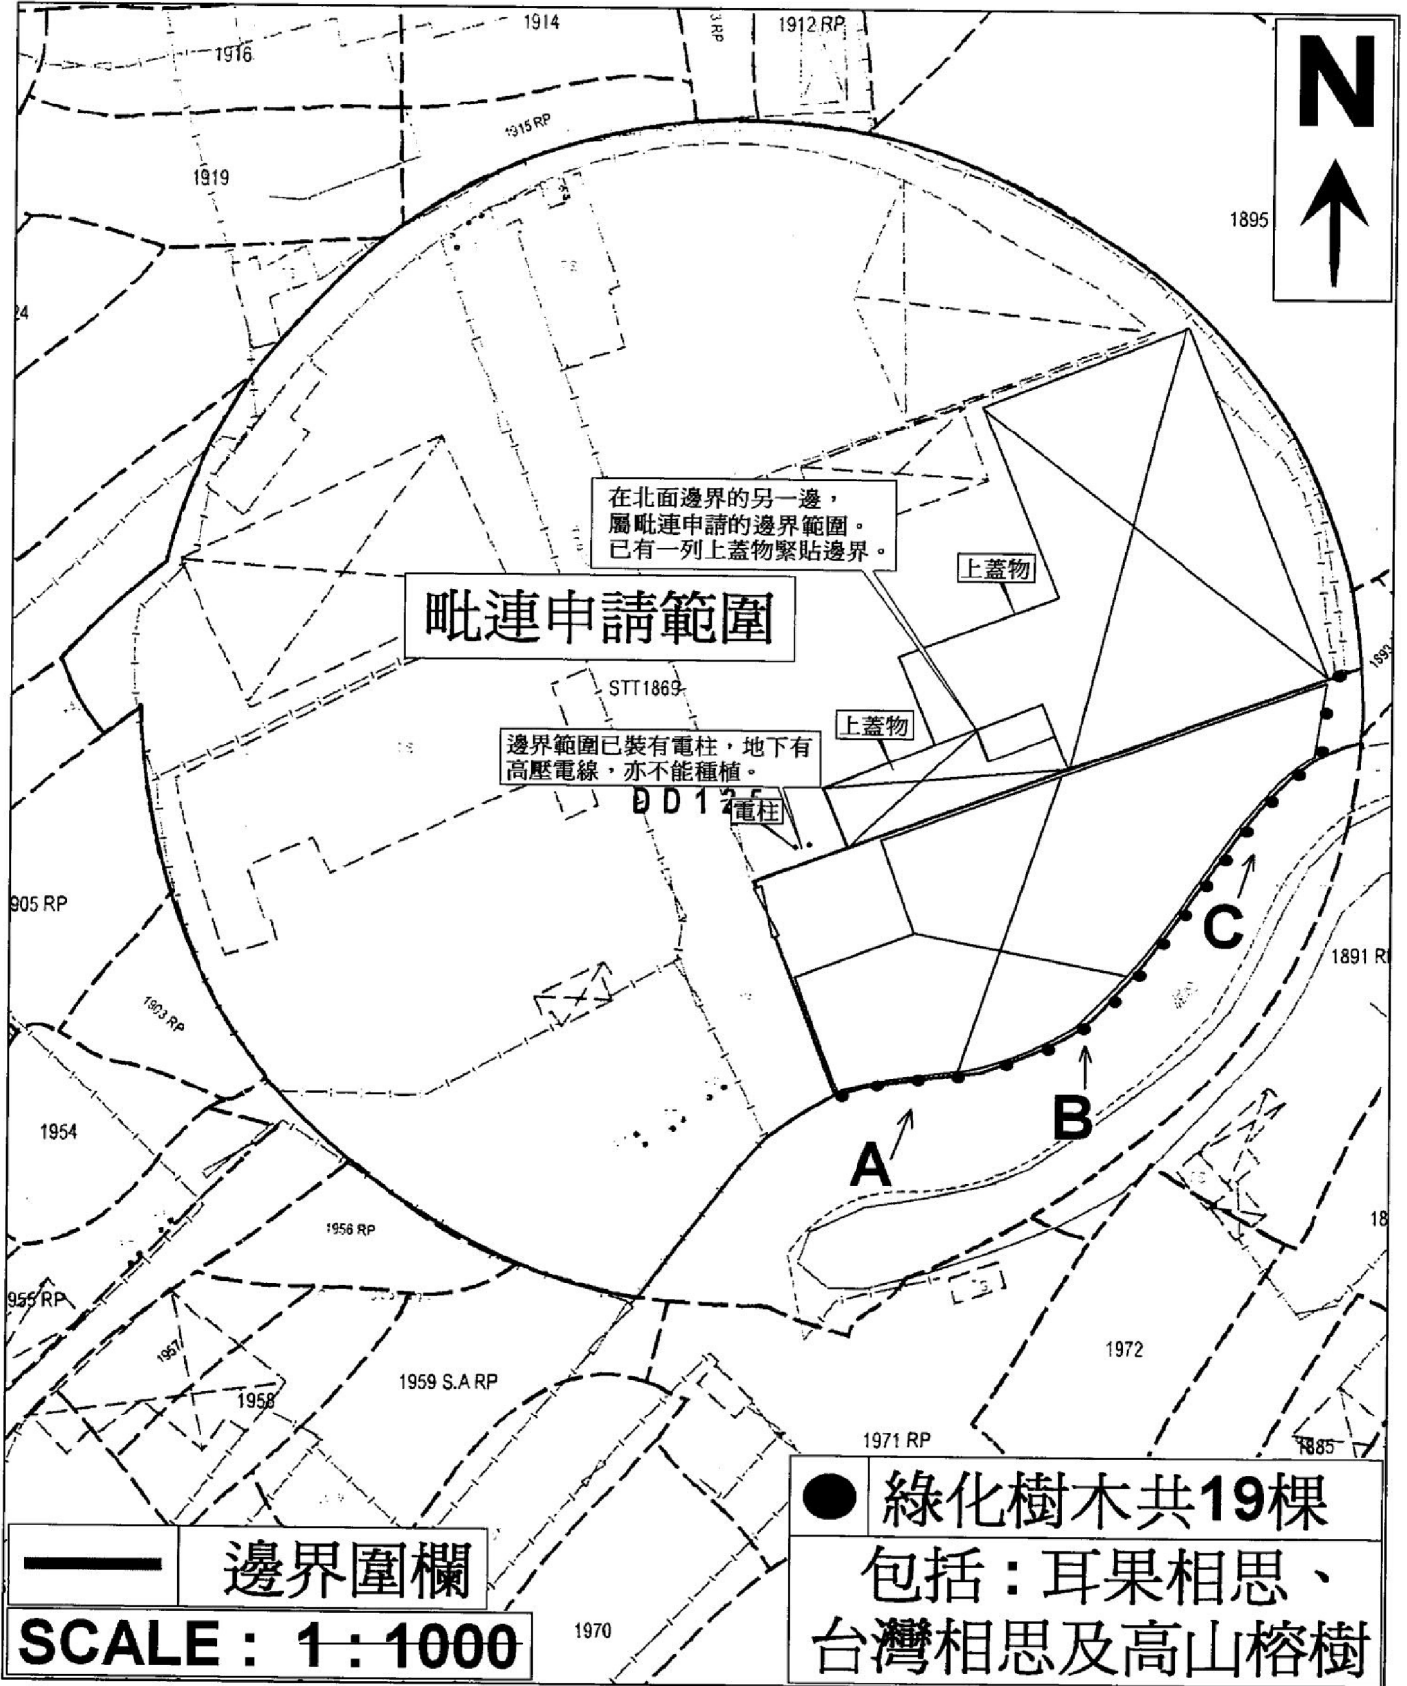 1916
1914
1912 RP
N
1915 RP
1919
1895
24
在北面邊界的另一邊，
屬毗連申請的邊界範圍。
已有一列上蓋物緊貼邊界。
上蓋物
毗連申請範圍
STT1869
1893
上蓋物
邊界範圍已裝有電柱，地下有
高壓電線，亦不能種植。
電柱
905 RP
C
1891 R
1903 RP
B
A
1954
1956 RP
18
955 RP
1957
1972
1959 S.A RP
1958
1971 RP
1885
綠化樹木共19棵
包括：耳果相思、
台灣相思及高山榕樹
邊界圍欄
SCALE : 1 : 1000
1970